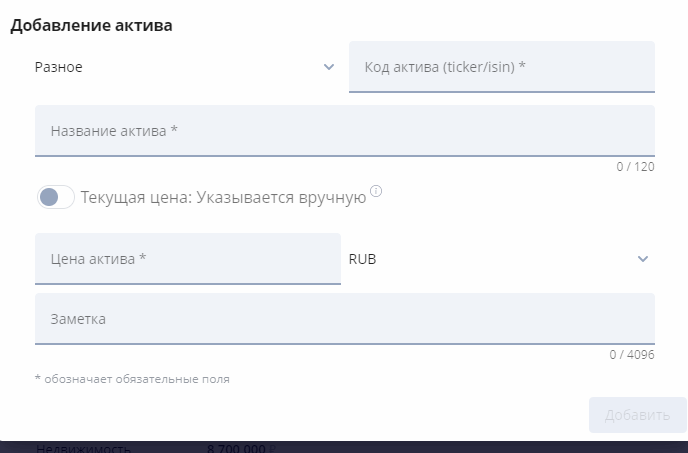 Добавление актива
Разное
Код актива (ticker/isin) *
Название актива *
0 / 120
Текущая цена: Указывается вручную
Цена актива *
RUB
Заметка
0 / 4096
* обозначает обязательные поля
Добавить
Недвижимость 8 700 000 ₽